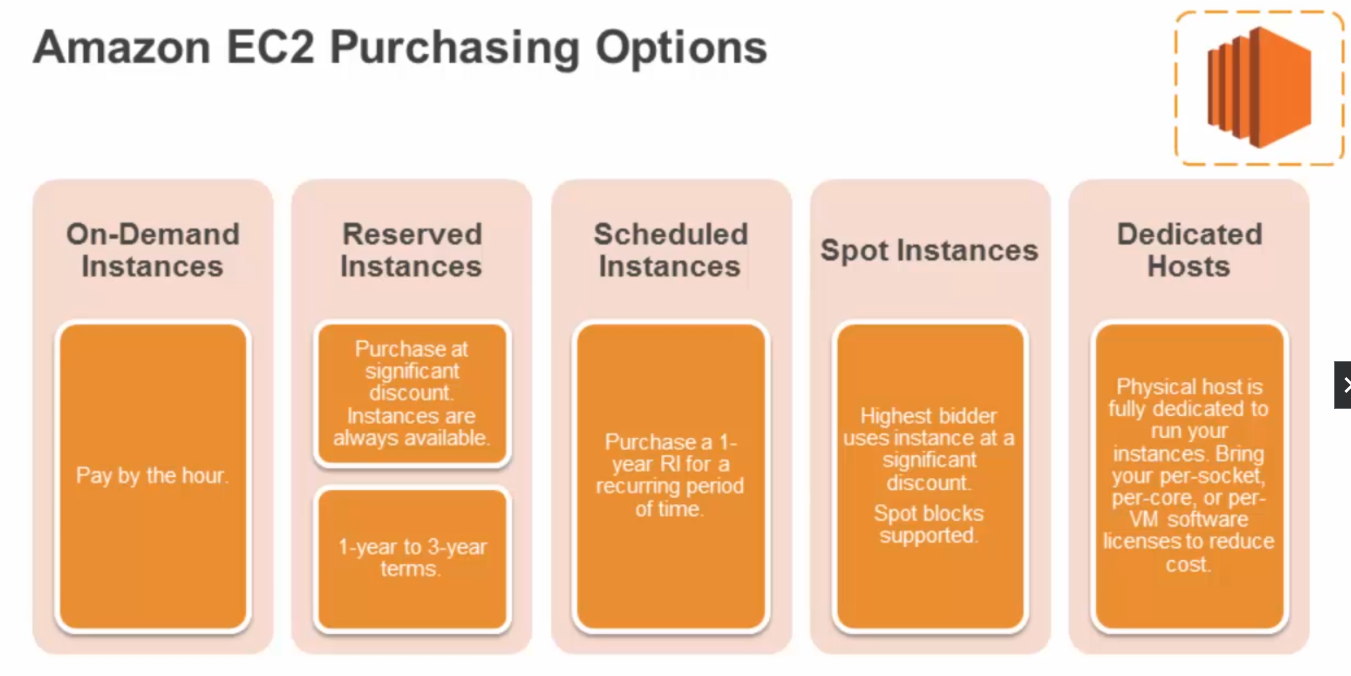 Amazon EC2 Purchasing Options
On-Demand
Instances
Pay by the hour.
Reserved
Instances
Purchase at
significant
discount.
Instances are
always available.
1-year to 3-year
terms.
Scheduled
Instances
Purchase a 1-
year RI for a
recurring period
of time.
Spot Instances
Highest bidder
uses instance at a
significant
discount.
Spot blocks
supported.
Dedicated
Hosts
Physical host is
fully dedicated to
run your
instances. Bring
your per-socket,
per-core, or per-
VM software
licenses to reduce
cost.